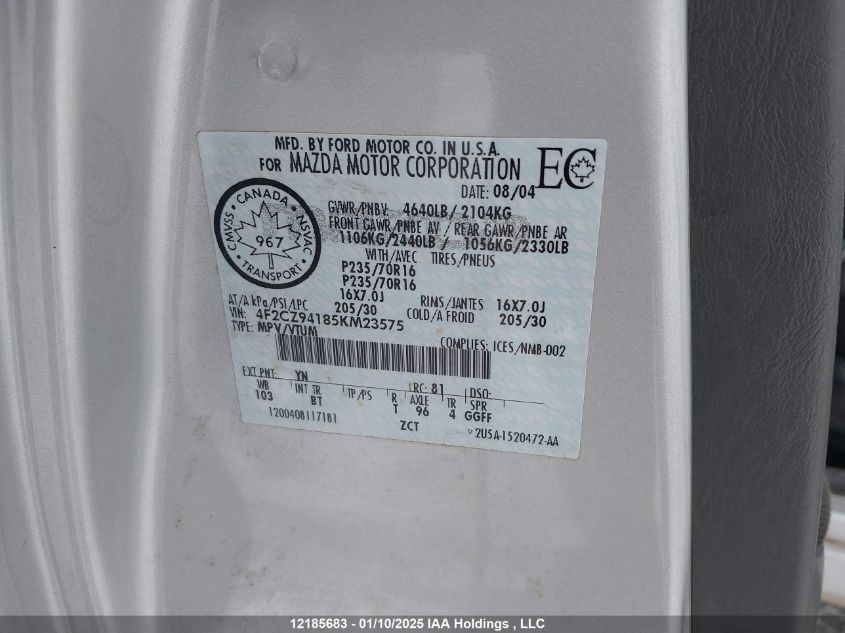 MFD. BY FORD MOTOR CO. IN U.S.A.
FOR MAZDA MOTOR CORPORATION
EC
DATE: 08/04
CANADA
CMVSS
NSVAC
967
TRANSPORT
GVWR/PNBV: 4640LB/2104KG
FRONT GAWR/PNBE AV / REAR GAWR/PNBE AR
1106KG/2440LB / 1056KG/2330LB
WITH/AVEC TIRES/PNEUS
P235/70R16
P235/70R16
16X7.0J RIMS/JANTES 16X7.0J
AT/A kPa/PSI/LPC 205/30 COLD/A FROID 205/30
VIN: 4F2CZ94185KM23575
TYPE: MPV/VTUM
COMPLIES: ICES/NMB-002
EXT PNT: YN RC: 81 DSO:
WB INT TR TP/PS R AXLE TR SPR
103 BT T 96 4 GGFF
1200408117181 ZCT 2U5A-1520472-AA
12185683 - 01/10/2025 IAA Holdings , LLC